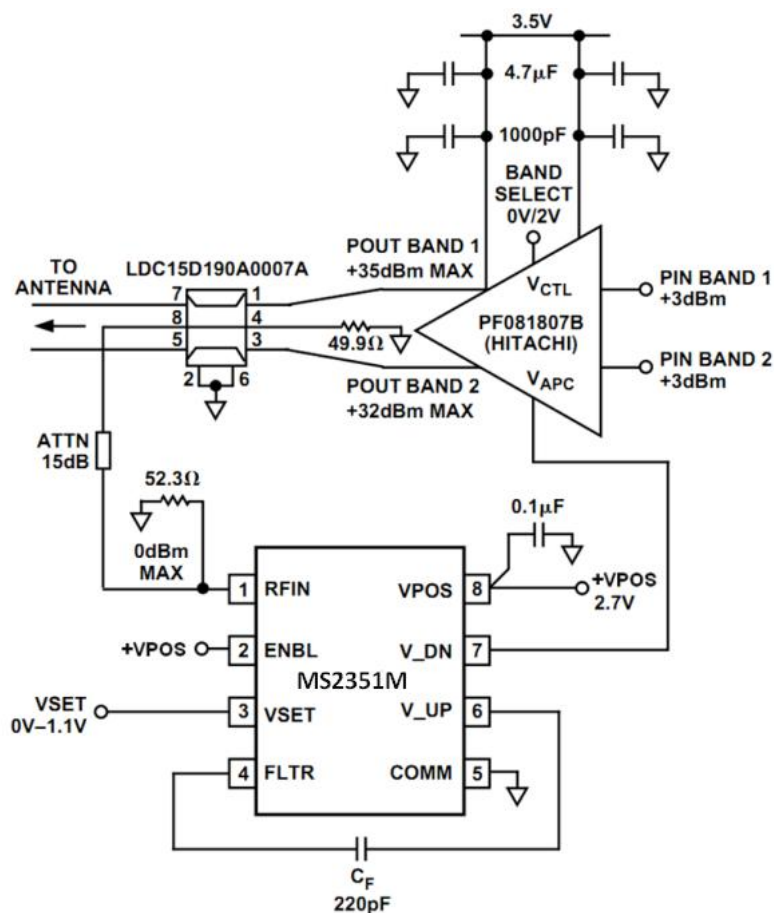 3.5V
4.7µF
1000pF
BAND
SELECT
0V/2V
LDC15D190A0007A
TO
ANTENNA
POUT BAND 1
+35dBm MAX
7
1
8
4
5
3
2
6
49.9Ω
V_CTL
PF081807B
(HITACHI)
V_APC
PIN BAND 1
+3dBm
PIN BAND 2
+3dBm
POUT BAND 2
+32dBm MAX
ATTN
15dB
52.3Ω
0dBm
MAX
0.1µF
+VPOS
2.7V
1 RFIN
VPOS 8
+VPOS
2 ENBL
V_DN 7
MS2351M
VSET
0V–1.1V
3 VSET
V_UP 6
4 FLTR
COMM 5
C_F
220pF